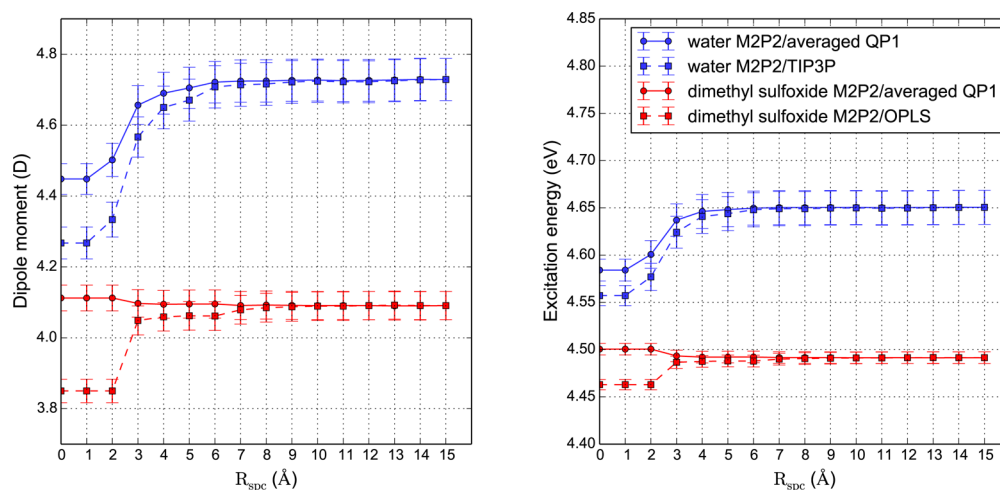 4.8
4.6
4.4
4.2
4.0
3.8
Dipole moment (D)
0 1 2 3 4 5 6 7 8 9 10 11 12 13 14 15
R_spc (Å)
4.85
4.80
4.75
4.70
4.65
4.60
4.55
4.50
4.45
4.40
Excitation energy (eV)
water M2P2/averaged QP1
water M2P2/TIP3P
dimethyl sulfoxide M2P2/averaged QP1
dimethyl sulfoxide M2P2/OPLS
0 1 2 3 4 5 6 7 8 9 10 11 12 13 14 15
R_spc (Å)